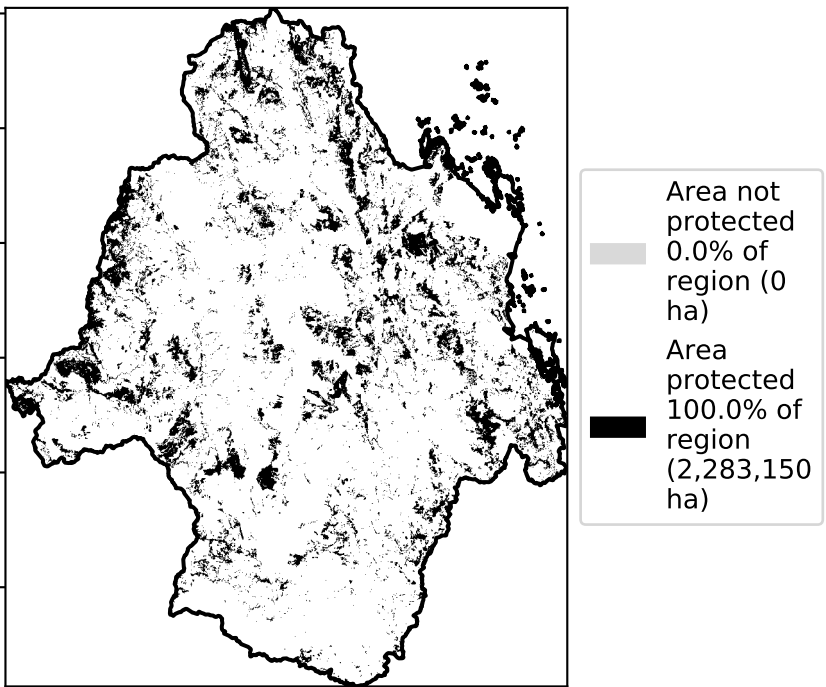 Area not
protected
0.0% of
region (0
ha)
Area
protected
100.0% of
region
(2,283,150
ha)